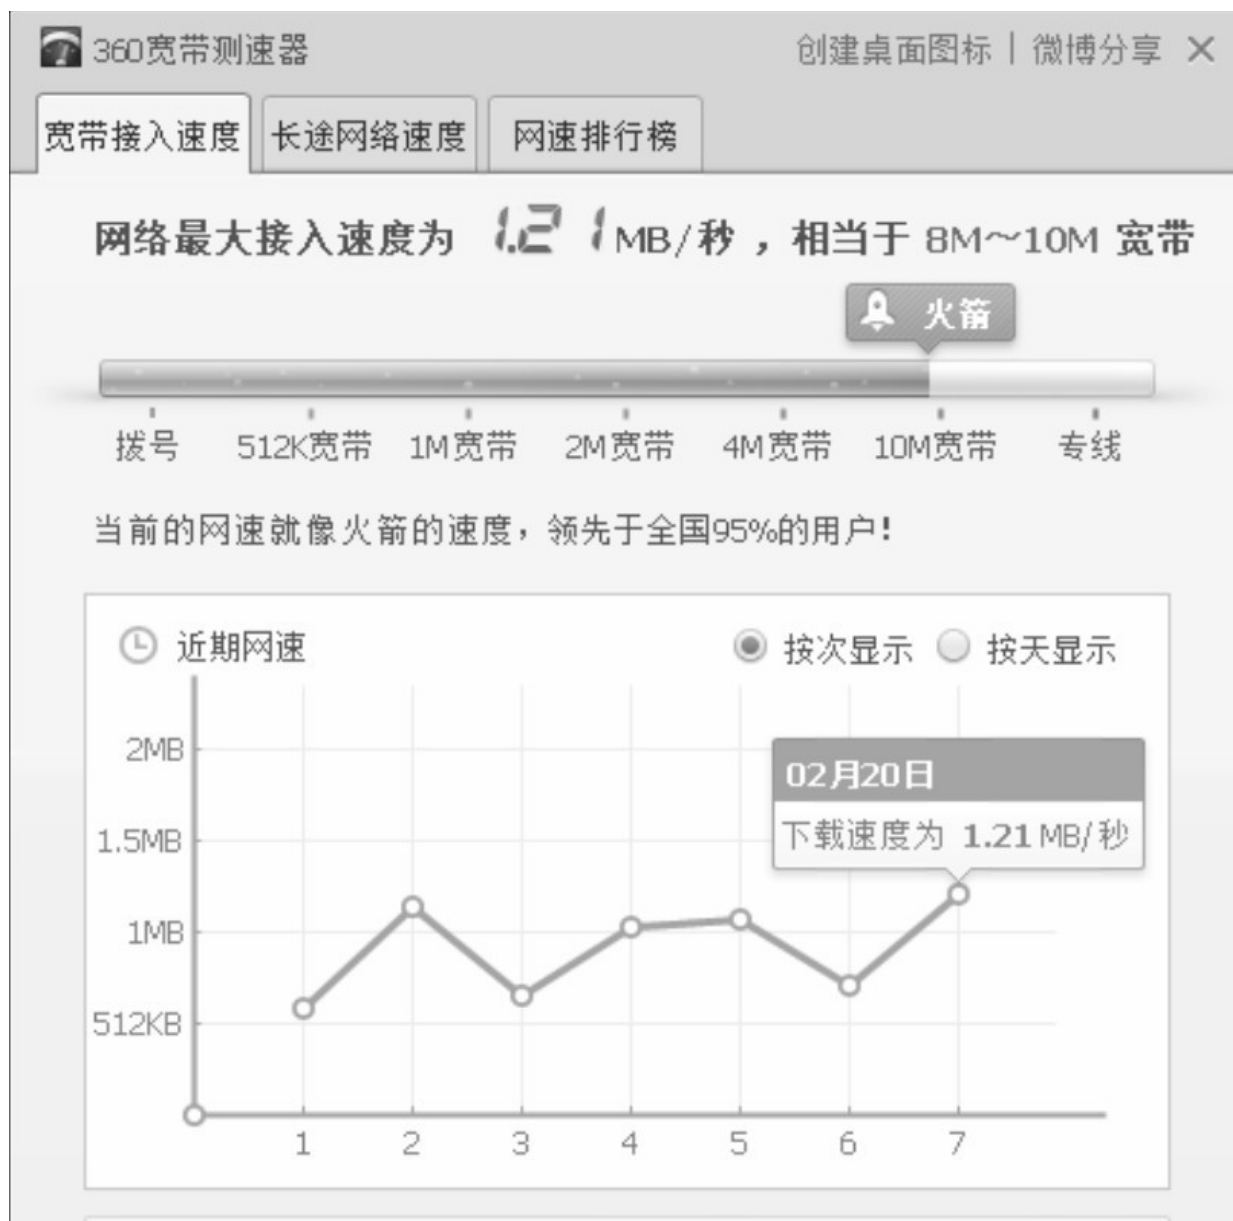 360宽带测速器 创建桌面图标 | 微博分享 ×
宽带接入速度 长途网络速度 网速排行榜
网络最大接入速度为 1.21MB/秒，相当于 8M～10M 宽带
火箭
拨号 512K宽带 1M宽带 2M宽带 4M宽带 10M宽带 专线
当前的网速就像火箭的速度，领先于全国95%的用户!
近期网速 按次显示 按天显示
2MB
02月20日
1.5MB
下载速度为 1.21MB/秒
1MB
512KB
1 2 3 4 5 6 7